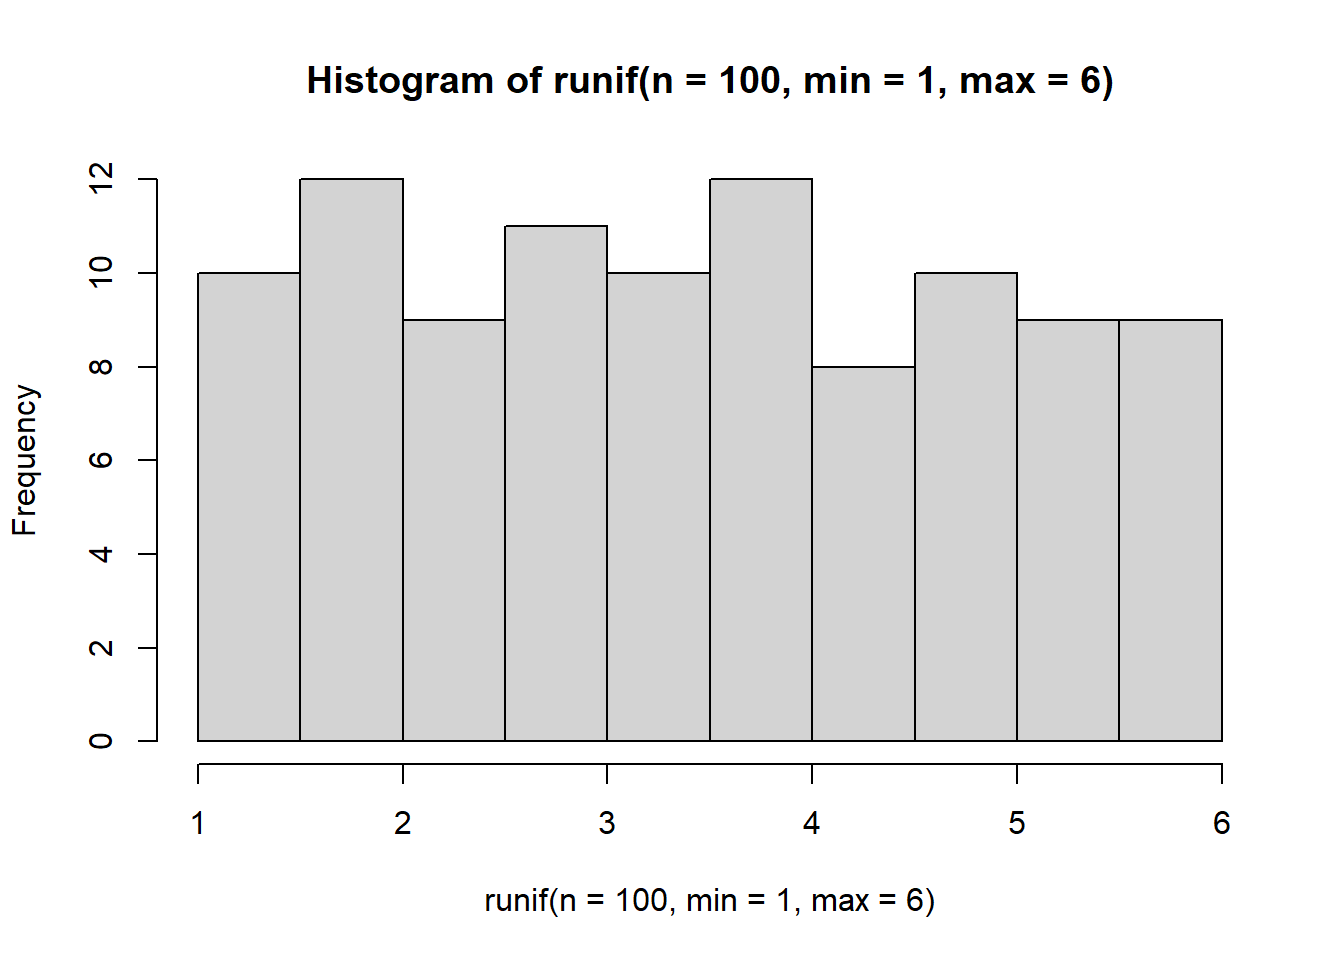 Histogram of runif(n = 100, min = 1, max = 6)
Frequency
12
10
8
6
4
2
0
1 2 3 4 5 6
runif(n = 100, min = 1, max = 6)